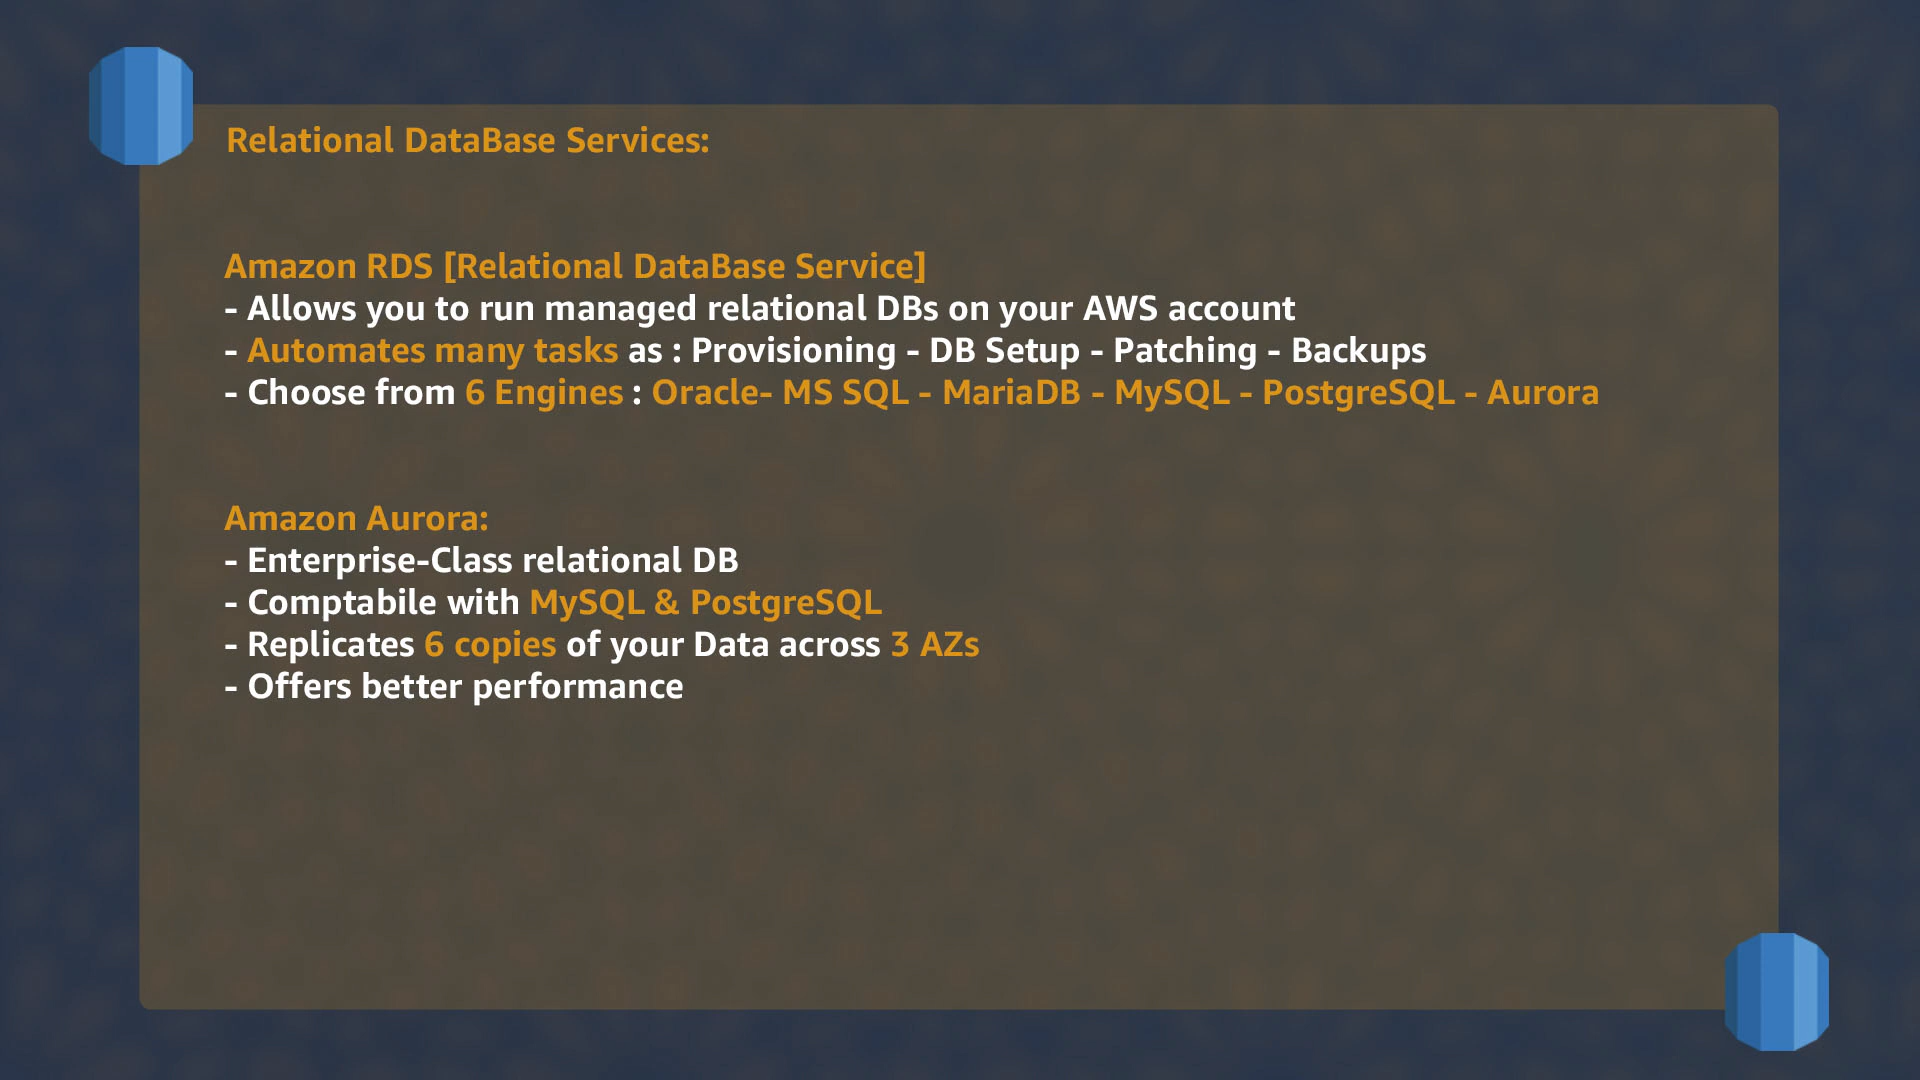 Relational DataBase Services:
Amazon RDS [Relational DataBase Service]
- Allows you to run managed relational DBs on your AWS account
- Automates many tasks as : Provisioning - DB Setup - Patching - Backups
- Choose from 6 Engines : Oracle- MS SQL - MariaDB - MySQL - PostgreSQL - Aurora
Amazon Aurora:
- Enterprise-Class relational DB
- Comptabile with MySQL & PostgreSQL
- Replicates 6 copies of your Data across 3 AZs
- Offers better performance